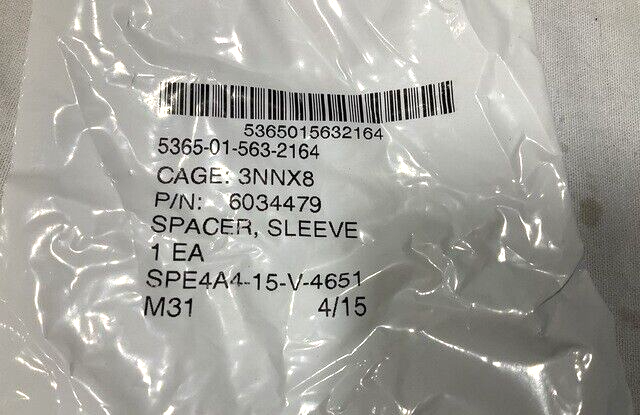 5365015632164
5365-01-563-2164
CAGE: 3NNX8
P/N: 6034479
SPACER, SLEEVE
1 EA
SPE4A4-15-V-4651
M31 4/15